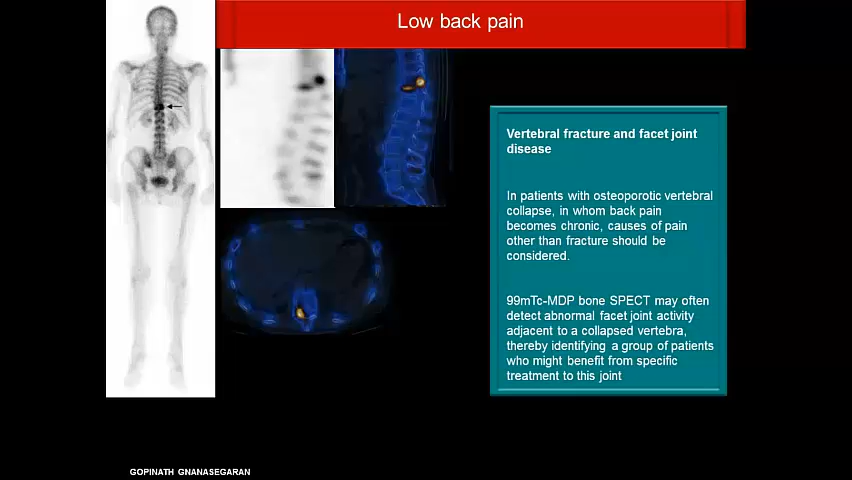 Low back pain
Vertebral fracture and facet joint
disease
In patients with osteoporotic vertebral
collapse, in whom back pain
becomes chronic, causes of pain
other than fracture should be
considered.
99mTc-MDP bone SPECT may often
detect abnormal facet joint activity
adjacent to a collapsed vertebra,
thereby identifying a group of patients
who might benefit from specific
treatment to this joint
GOPINATH GNANASEGARAN